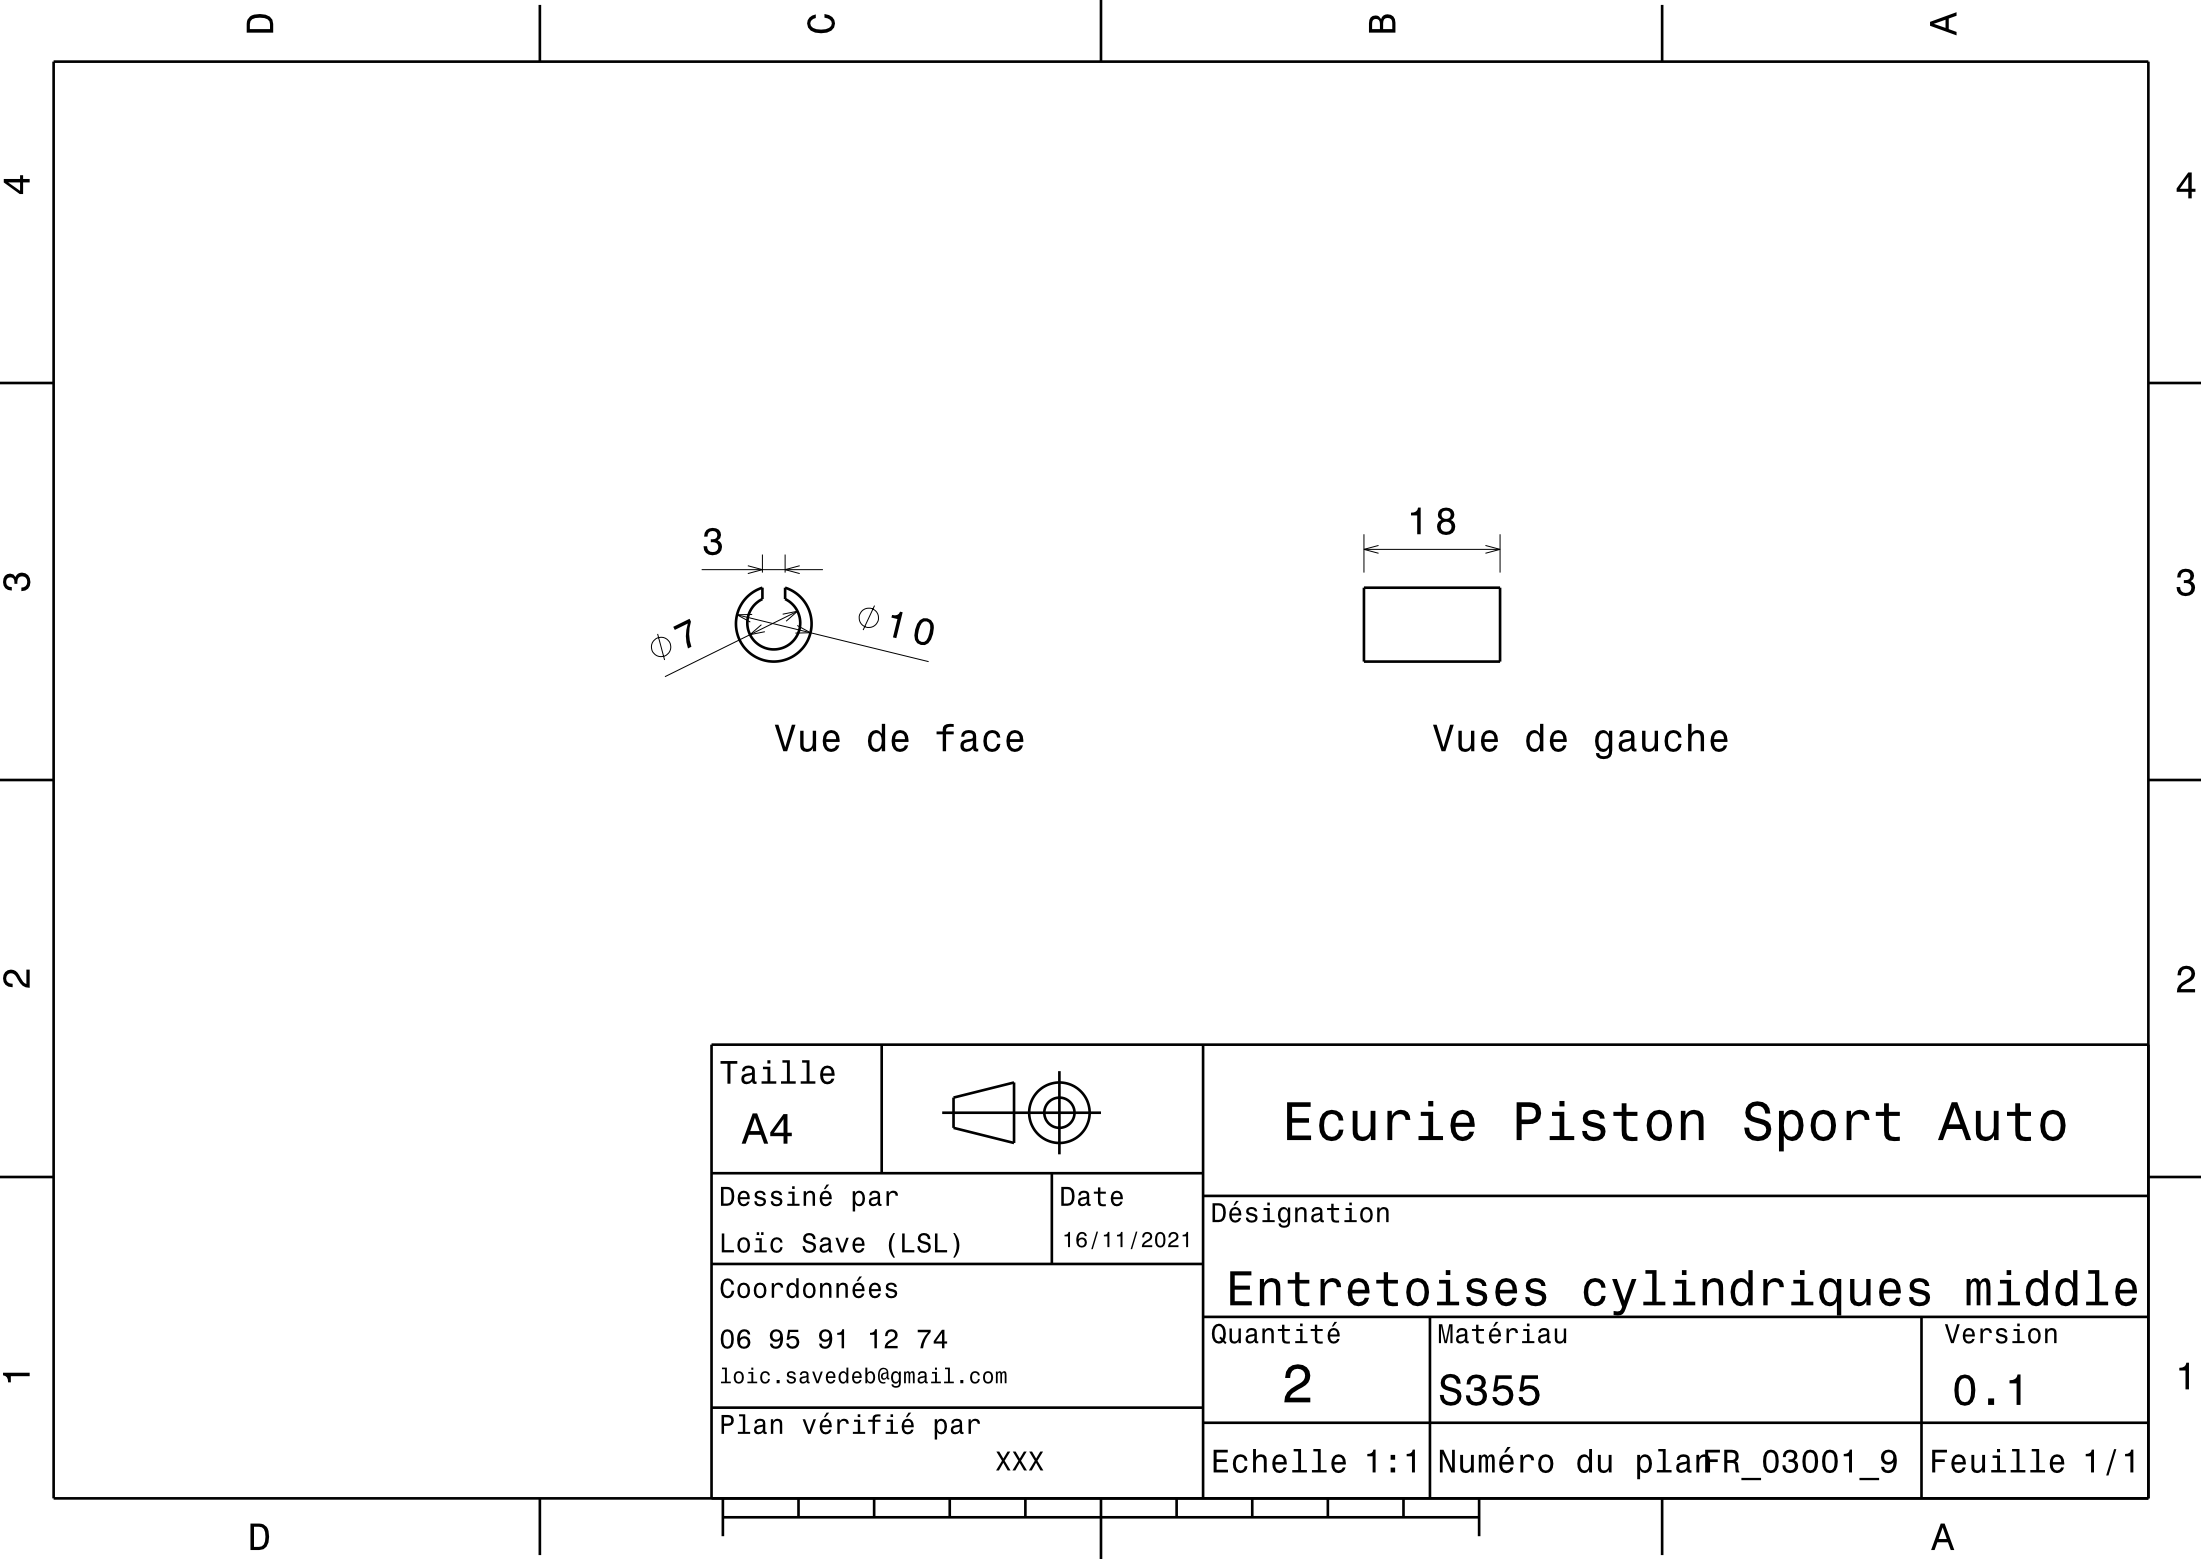 D C B A
4 4
3 3
2 2
1 1
3
⌀7
⌀10
18
Vue de face
Vue de gauche
Taille
A4
Ecurie Piston Sport Auto
Dessiné par
Loïc Save (LSL)
Date
16/11/2021
Désignation
Entretoises cylindriques middle
Coordonnées
06 95 91 12 74
loic.savedeb@gmail.com
Quantité
2
Matériau
S355
Version
0.1
Plan vérifié par
XXX
Echelle 1:1
Numéro du plan FR_03001_9
Feuille 1/1
D A